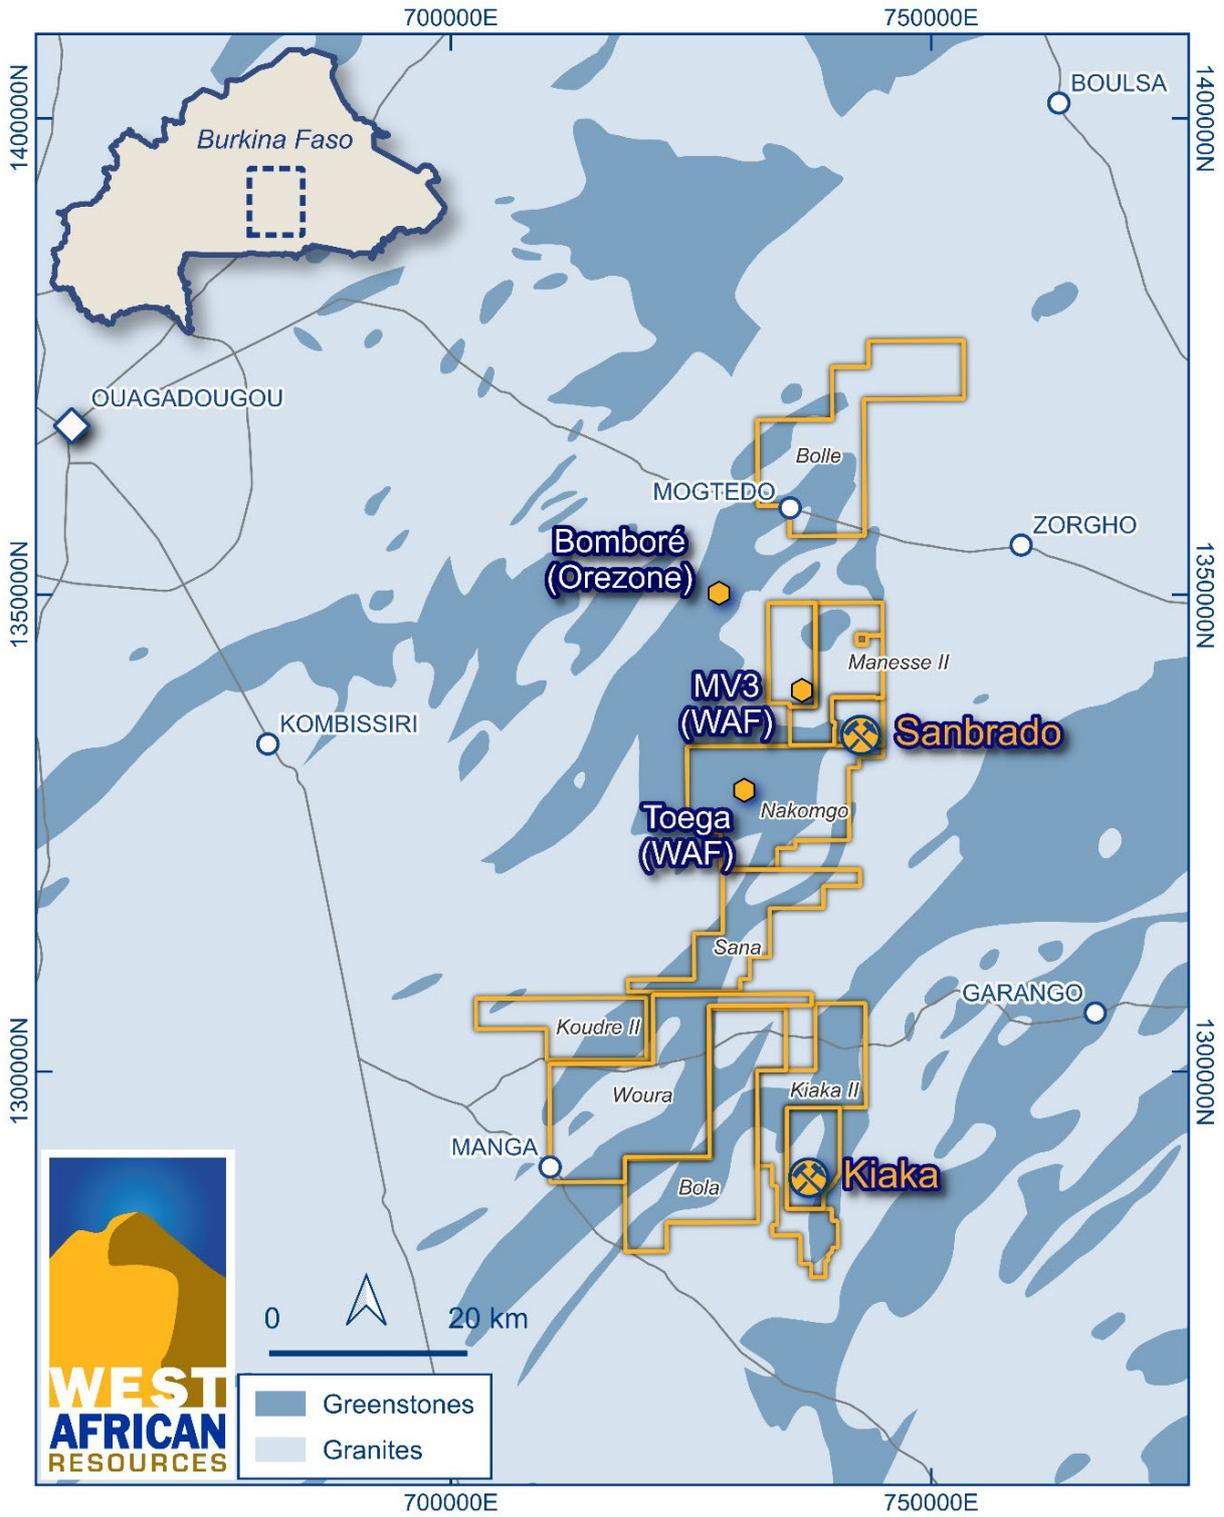 700000E
750000E
1400000N
1400000N
BOULSA
Burkina Faso
OUAGADOUGOU
Bolle
MOGTEDO
ZORGHO
Bomboré
(Orezone)
1350000N
1350000N
Manesse II
MV3
(WAF)
Sanbrado
KOMBISSIRI
Toega
(WAF)
Nakomgo
Sana
GARANGO
Koudre II
1300000N
1300000N
Woura
Kiaka II
MANGA
Bola
Kiaka
0
20 km
WEST
AFRICAN
RESOURCES
Greenstones
Granites
700000E
750000E